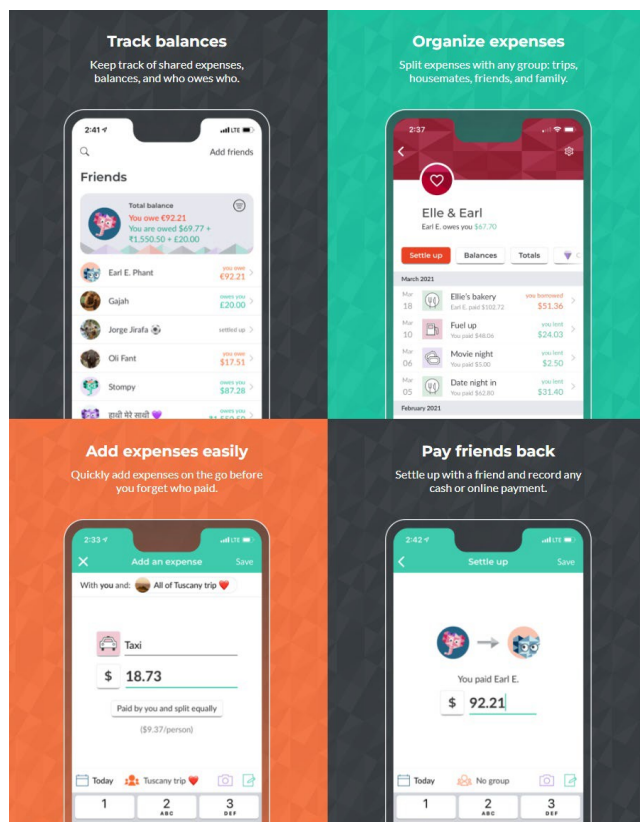 Track balances
Keep track of shared expenses,
balances, and who owes who.
2:41
LTE
Add friends
Friends
Total balance
You owe €92.21
You are owed $69.77 +
₹1,550.50 + £20.00
Earl E. Phant
you owe
€92.21
Gajah
owes you
£20.00
Jorge Jirafa
settled up
Oli Fant
you owe
$17.51
Stompy
owes you
$87.28
हाथी मेरे साथी
owes you
Organize expenses
Split expenses with any group: trips,
housemates, friends, and family.
2:37
Elle & Earl
Earl E. owes you $67.70
Settle up
Balances
Totals
March 2021
Mar
18
Ellie's bakery
Earl E. paid $102.72
you borrowed
$51.36
Mar
10
Fuel up
You paid $48.06
you lent
$24.03
Mar
06
Movie night
You paid $5.00
you lent
$2.50
Mar
05
Date night in
You paid $62.80
you lent
$31.40
February 2021
Add expenses easily
Quickly add expenses on the go before
you forget who paid.
2:33
LTE
Add an expense
Save
With you and:
All of Tuscany trip
Taxi
$
18.73
Paid by you and split equally
($9.37/person)
Today
Tuscany trip
1
2
ABC
3
DEF
Pay friends back
Settle up with a friend and record any
cash or online payment.
2:42
LTE
Settle up
Save
You paid Earl E.
$
92.21
Today
No group
1
2
ABC
3
DEF